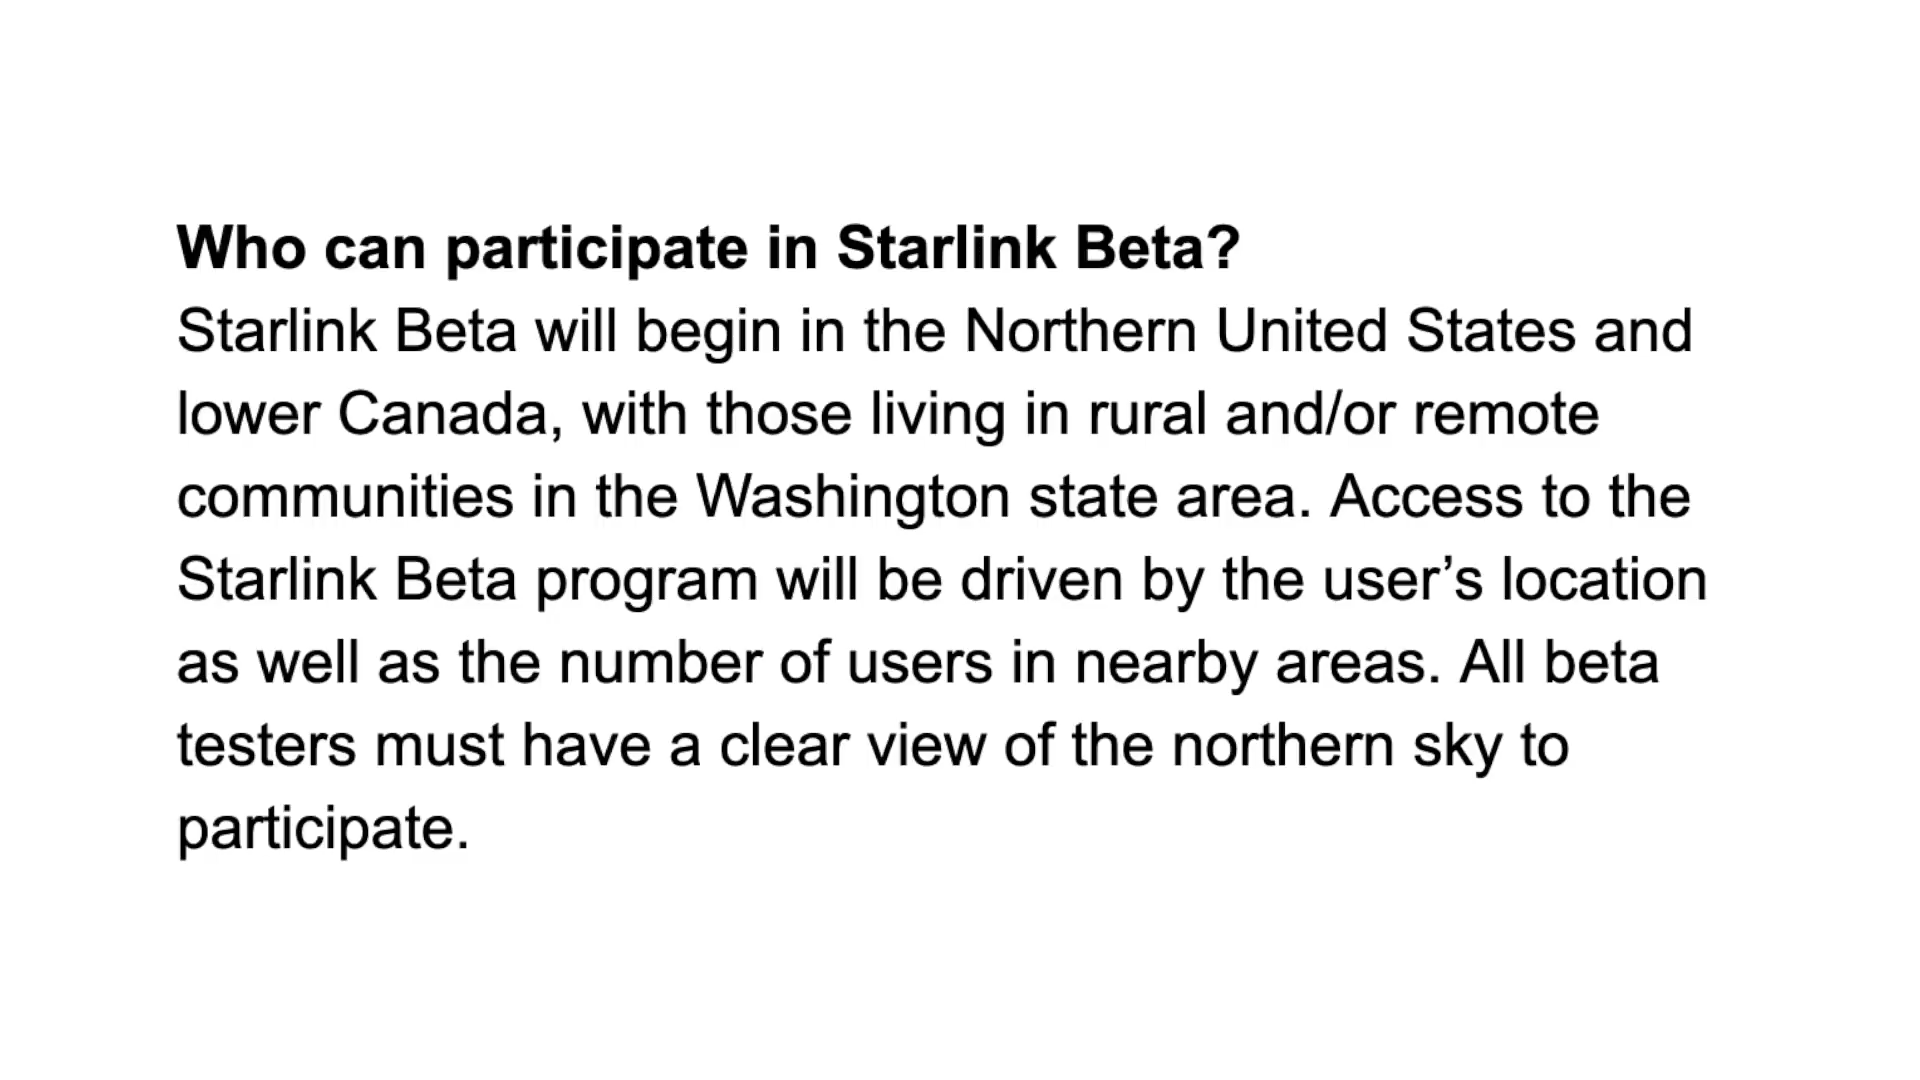 Who can participate in Starlink Beta?
Starlink Beta will begin in the Northern United States and
lower Canada, with those living in rural and/or remote
communities in the Washington state area. Access to the
Starlink Beta program will be driven by the user’s location
as well as the number of users in nearby areas. All beta
testers must have a clear view of the northern sky to
participate.